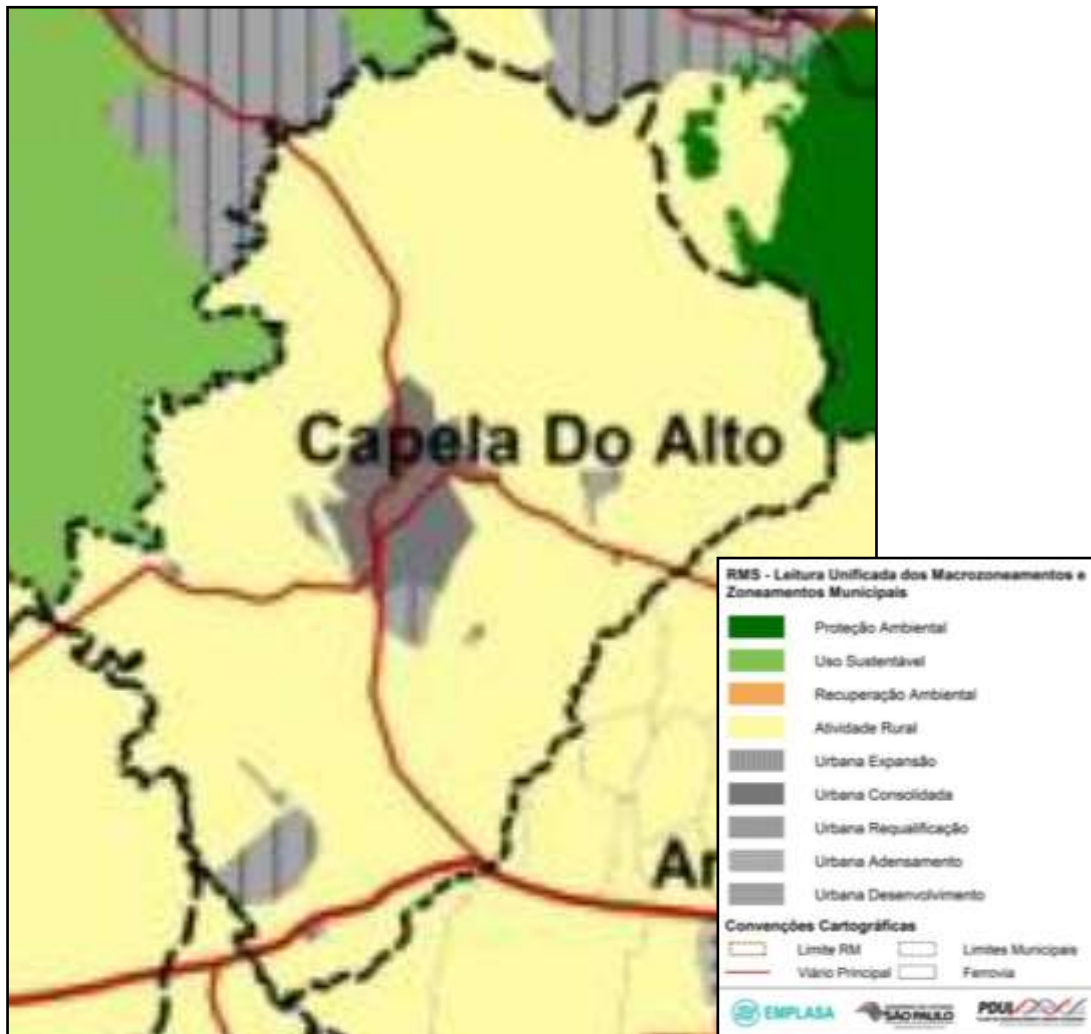 Capela Do Alto
Ar
RMS - Leitura Unificada dos Macrozoneamentos e
Zoneamentos Municipais
Proteção Ambiental
Uso Sustentável
Recuperação Ambiental
Atividade Rural
Urbana Expansão
Urbana Consolidada
Urbana Requalificação
Urbana Adensamento
Urbana Desenvolvimento
Convenções Cartográficas
Limite RM
Limites Municipais
Viário Principal
Ferrovia
EMPLASA
SÃO PAULO
PDUI